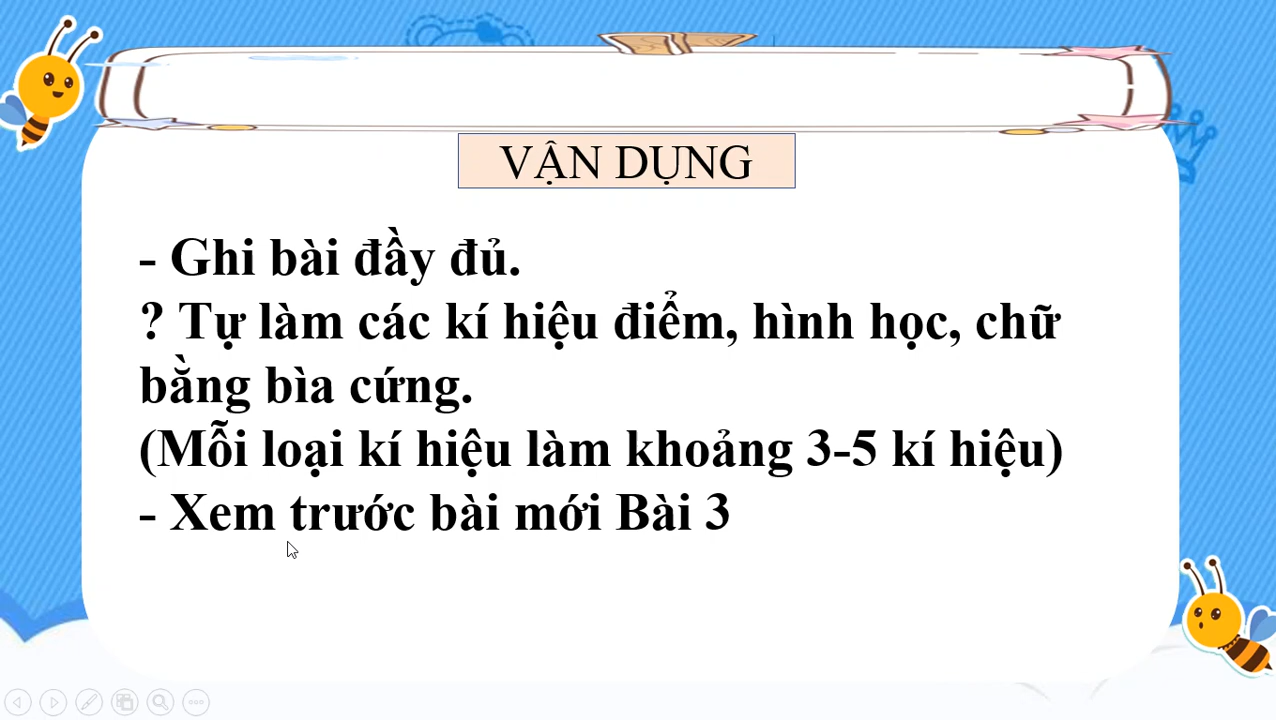 VẬN DỤNG
- Ghi bài đầy đủ.
? Tự làm các kí hiệu điểm, hình học, chữ
bằng bìa cứng.
(Mỗi loại kí hiệu làm khoảng 3-5 kí hiệu)
- Xem trước bài mới Bài 3